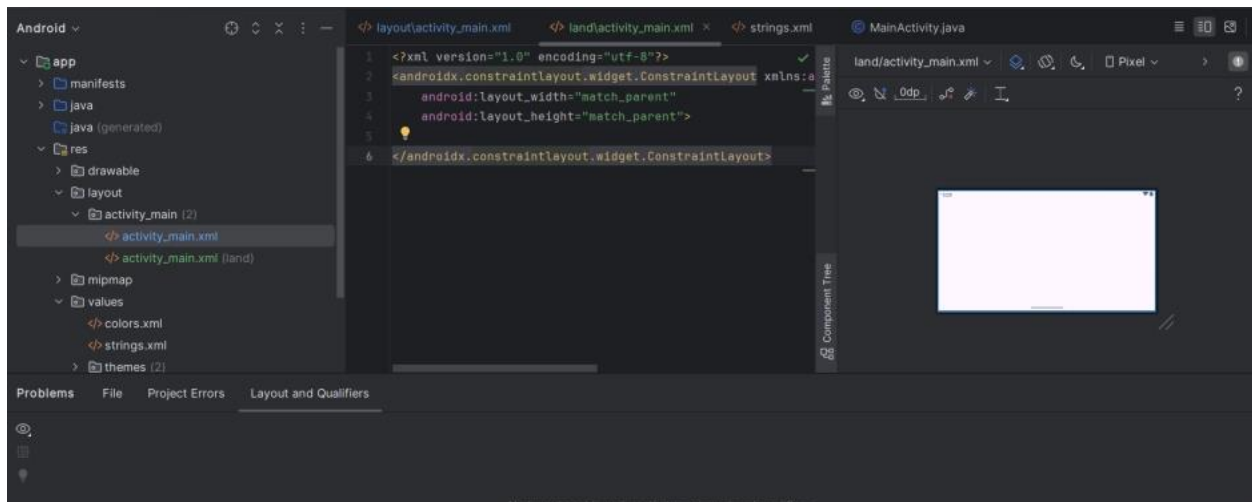 Android
layout\activity_main.xml
land\activity_main.xml
strings.xml
MainActivity.java
app
manifests
java
java (generated)
res
drawable
layout
activity_main (2)
activity_main.xml
activity_main.xml (land)
mipmap
values
colors.xml
strings.xml
themes (2)
1 <?xml version="1.0" encoding="utf-8"?>
2 <androidx.constraintlayout.widget.ConstraintLayout xmlns:a
3 android:layout_width="match_parent"
4 android:layout_height="match_parent">
5
6 </androidx.constraintlayout.widget.ConstraintLayout>
Palette
Component Tree
land/activity_main.xml
Pixel
0dp
?
Problems
File
Project Errors
Layout and Qualifiers